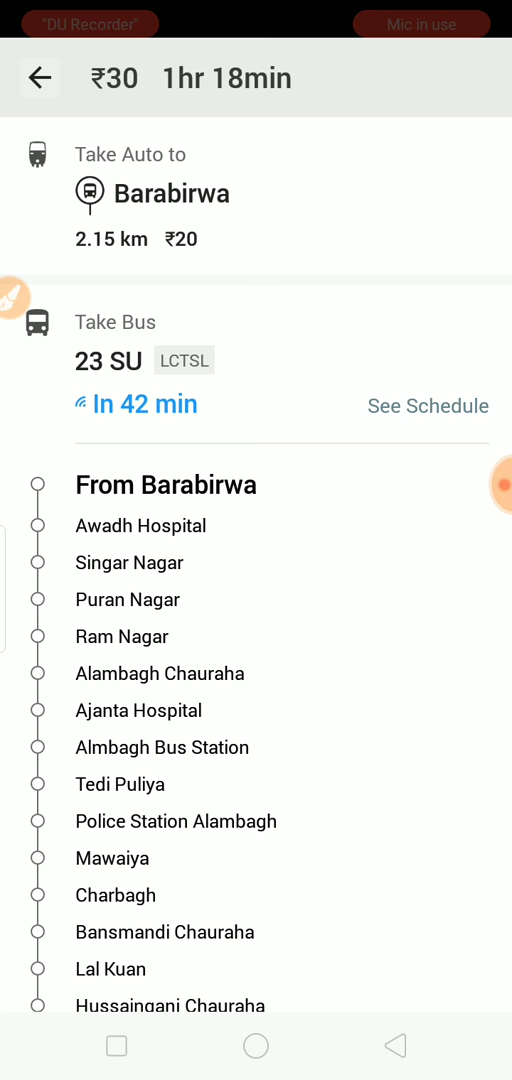 "DU Recorder" Mic in use
₹30 1hr 18min
Take Auto to
Barabirwa
2.15 km ₹20
Take Bus
23 SU LCTSL
In 42 min See Schedule
From Barabirwa
Awadh Hospital
Singar Nagar
Puran Nagar
Ram Nagar
Alambagh Chauraha
Ajanta Hospital
Almbagh Bus Station
Tedi Puliya
Police Station Alambagh
Mawaiya
Charbagh
Bansmandi Chauraha
Lal Kuan
Hussainganj Chauraha